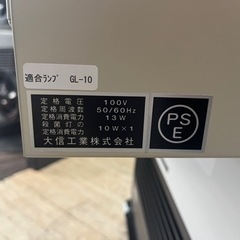 適合ランプ GL-10
定格電圧 100V
定格周波数 50/60Hz
定格消費電力 13W
殺菌灯の
定格消費電力 10W×1
大信工業株式会社
PS
E